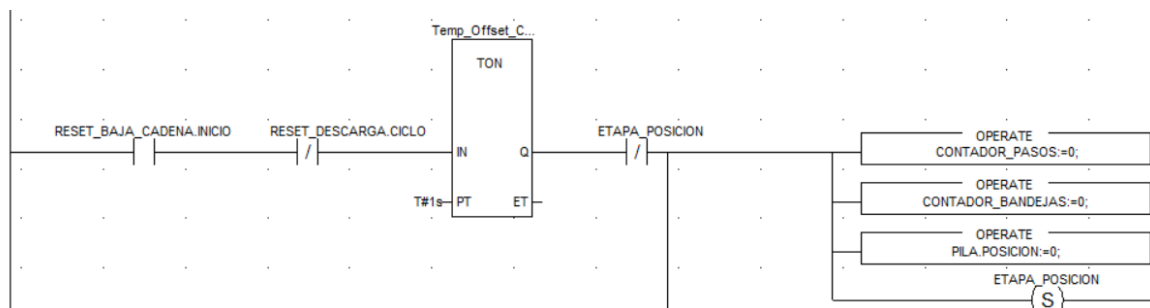 Temp_Offset_C...
TON
RESET_BAJA_CADENA.INICIO
RESET_DESCARGA.CICLO
/
IN
Q
ETAPA_POSICION
/
T#1s
PT
ET
OPERATE
CONTADOR_PASOS:=0;
OPERATE
CONTADOR_BANDEJAS:=0;
OPERATE
PILA.POSICION:=0;
ETAPA_POSICION
S